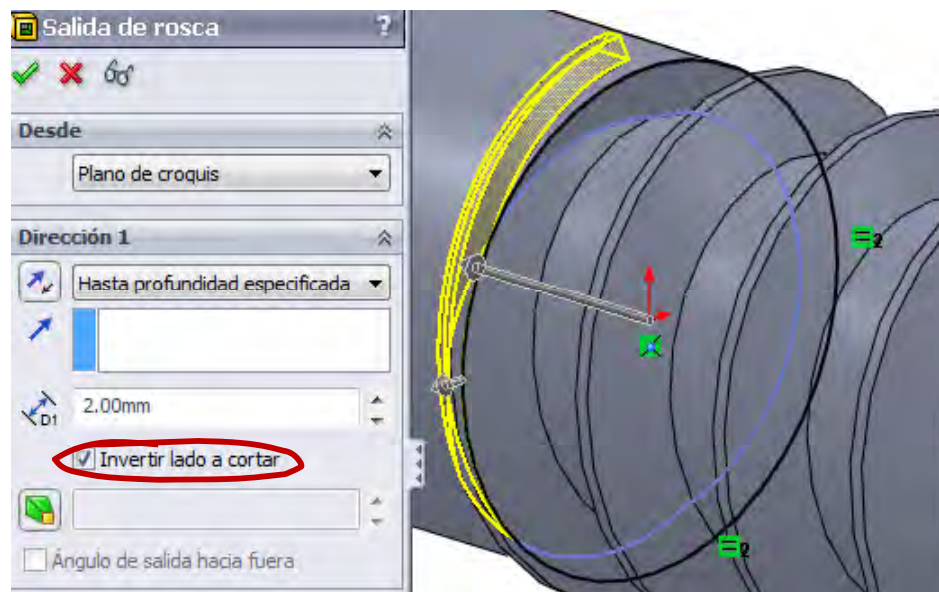 Salida de rosca ?
Desde
Plano de croquis
Dirección 1
Hasta profundidad especificada
D1 2.00mm
Invertir lado a cortar
Ángulo de salida hacia fuera
2
2